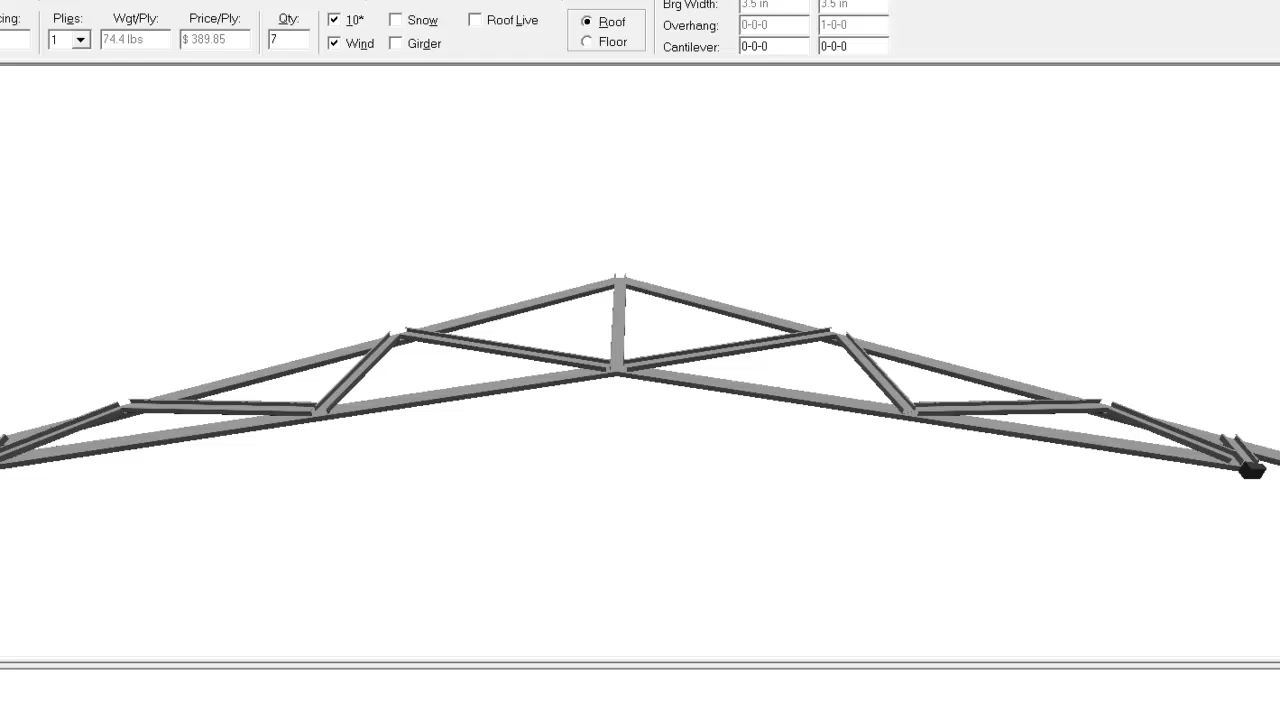 cing: Plies: Wgt/Ply: Price/Ply: Qty: 10* Snow Roof Live Roof Brg Width: 3.5 in 3.5 in
1 74.4 lbs $ 389.85 7 Wind Girder Floor Overhang: 0-0-0 1-0-0
Cantilever: 0-0-0 0-0-0